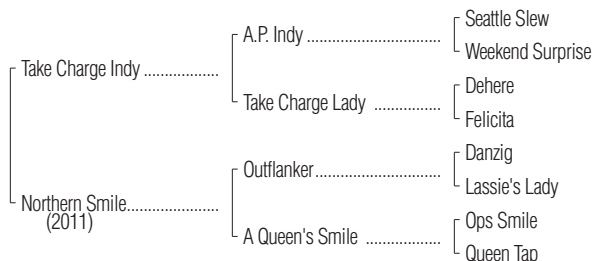 Seattle Slew
A.P. Indy ..................
Weekend Surprise
Take Charge Indy ..................
Dehere
Take Charge Lady ................
Felicita
Danzig
Outflanker..............................
Lassie's Lady
Northern Smile......................
(2011)
Ops Smile
A Queen's Smile ..................
Queen Tap